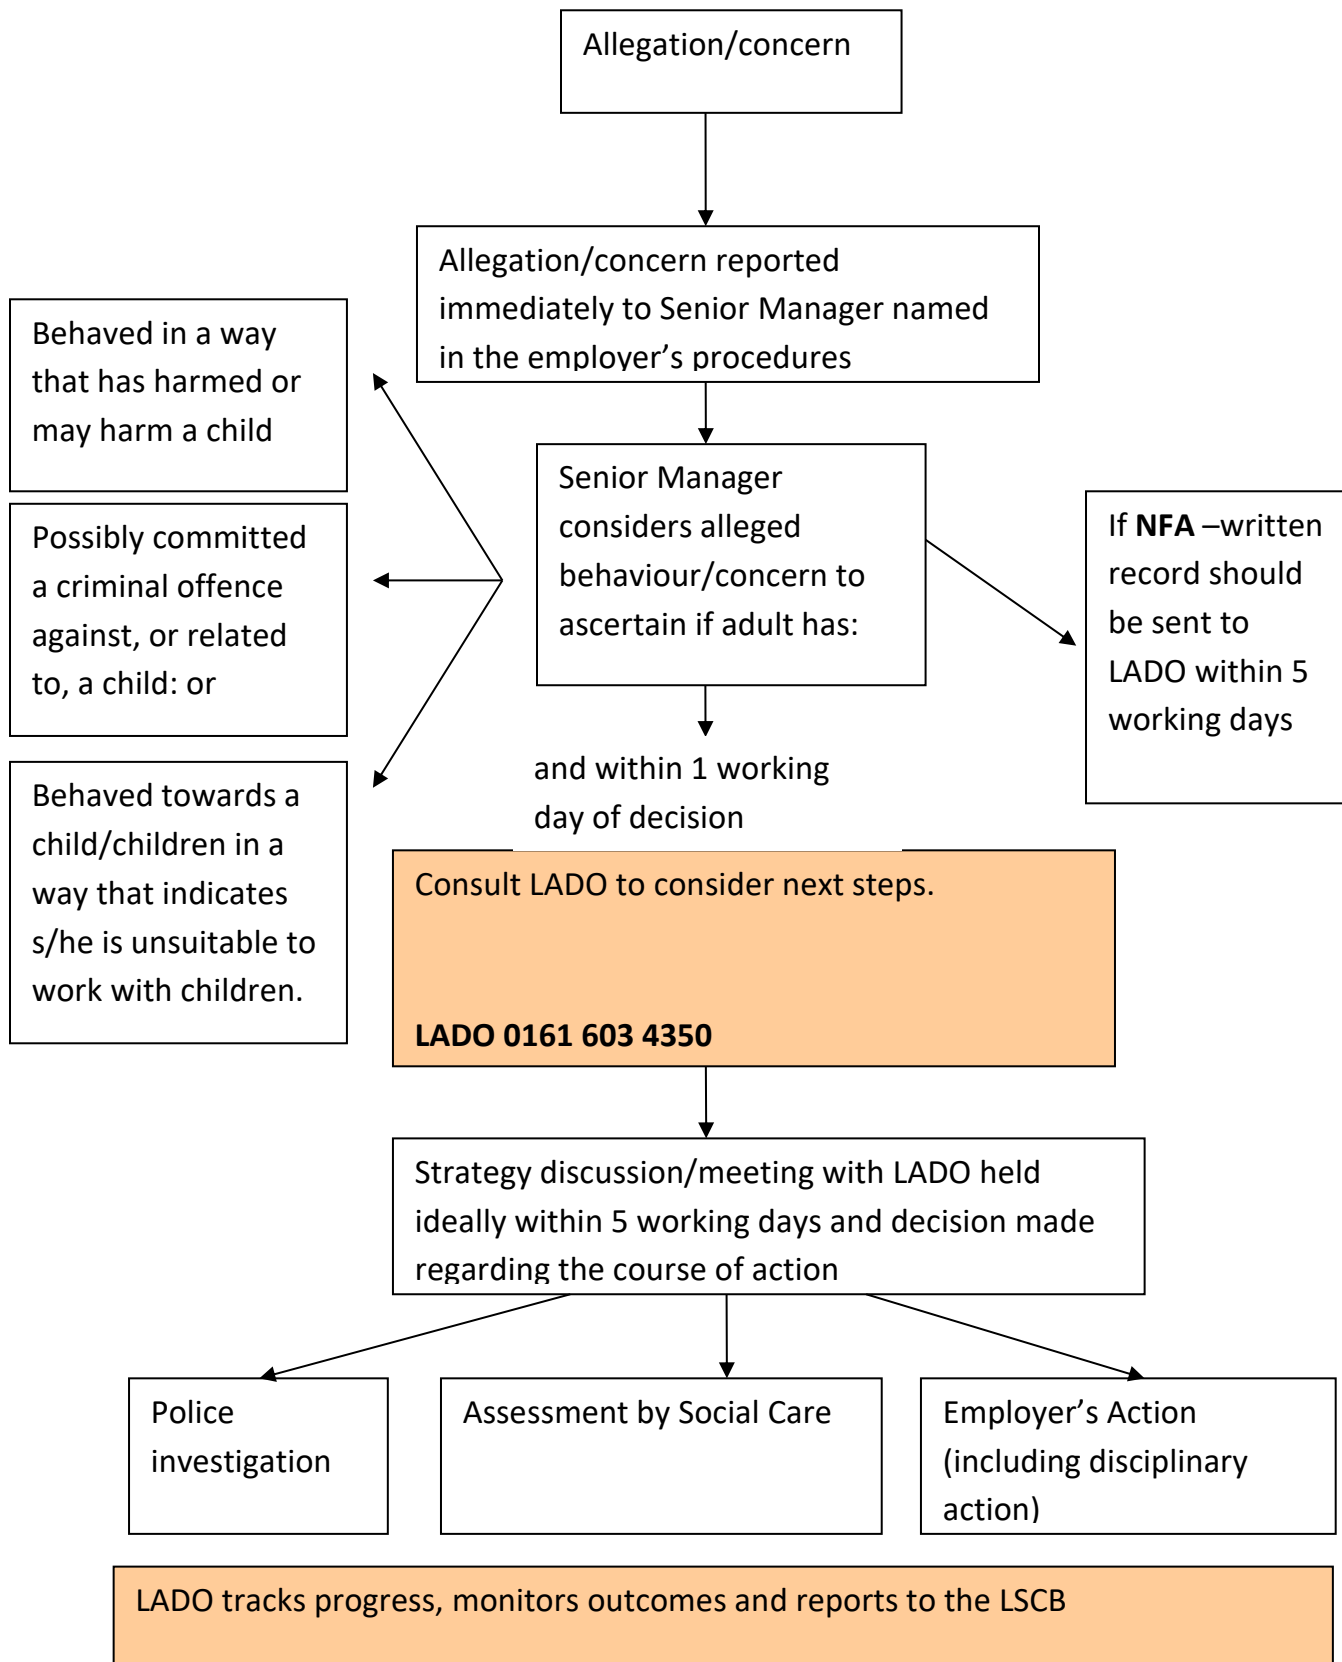 Allegation/concern
Allegation/concern reported
immediately to Senior Manager named
in the employer’s procedures
Behaved in a way
that has harmed or
may harm a child
Possibly committed
a criminal offence
against, or related
to, a child: or
Behaved towards a
child/children in a
way that indicates
s/he is unsuitable to
work with children.
Senior Manager
considers alleged
behaviour/concern to
ascertain if adult has:
If NFA –written
record should
be sent to
LADO within 5
working days
and within 1 working
day of decision
Consult LADO to consider next steps.
LADO 0161 603 4350
Strategy discussion/meeting with LADO held
ideally within 5 working days and decision made
regarding the course of action
Police
investigation
Assessment by Social Care
Employer’s Action
(including disciplinary
action)
LADO tracks progress, monitors outcomes and reports to the LSCB